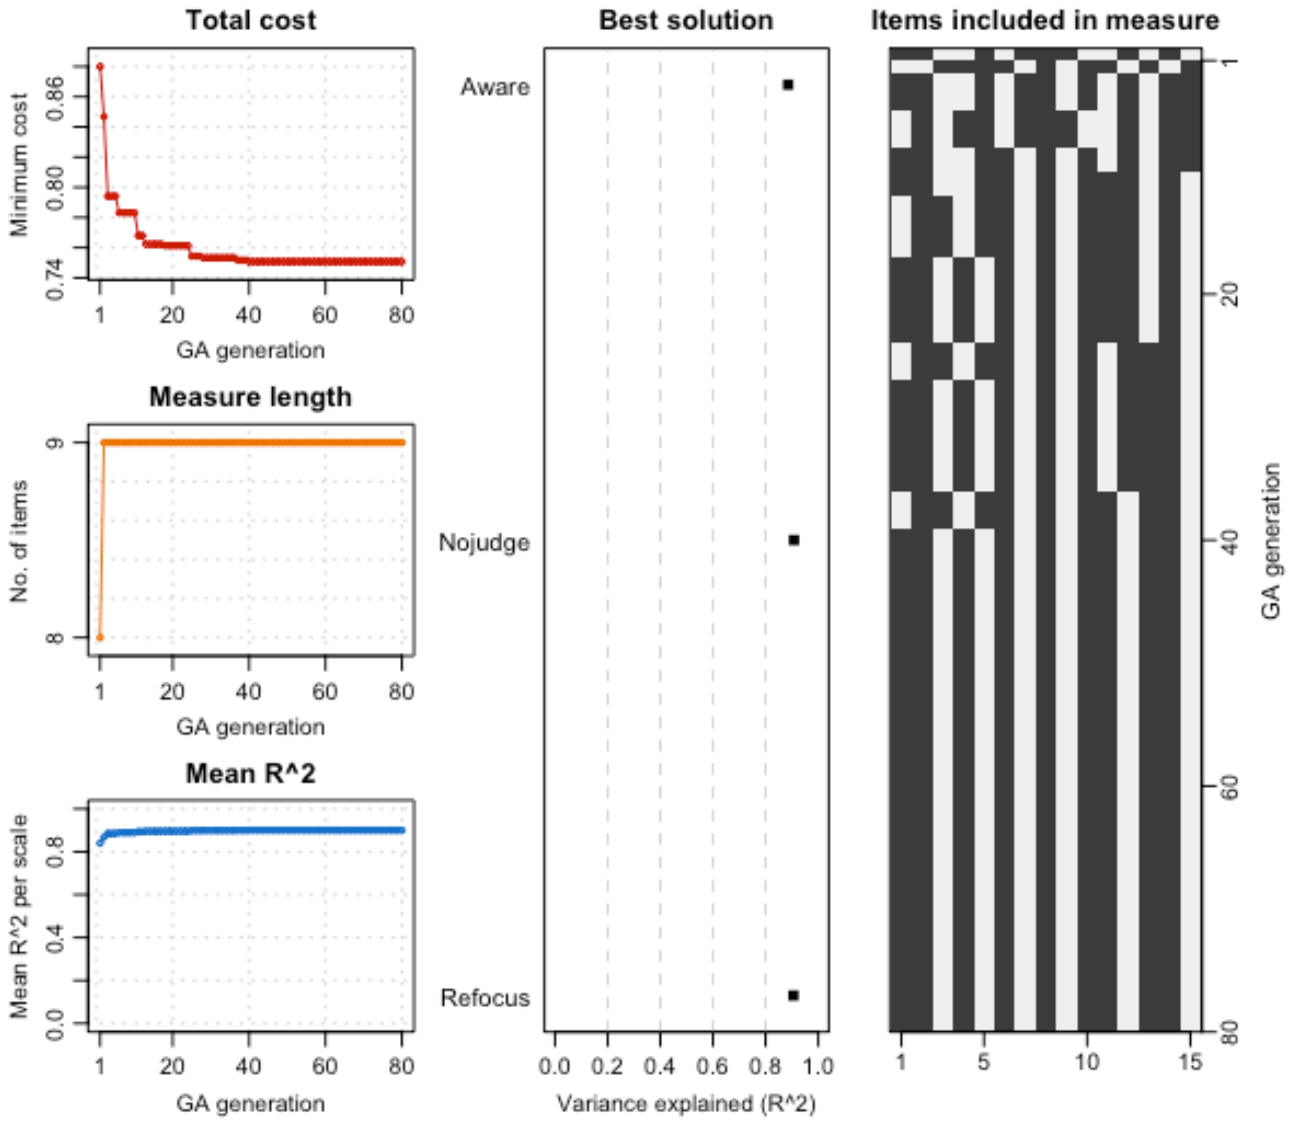 Total cost
Minimum cost
0.86
0.80
0.74
1 20 40 60 80
GA generation
Measure length
No. of items
9
8
1 20 40 60 80
GA generation
Mean R^2
Mean R^2 per scale
0.8
0.4
0.0
1 20 40 60 80
GA generation
Best solution
Aware
Nojudge
Refocus
0.0 0.2 0.4 0.6 0.8 1.0
Variance explained (R^2)
Items included in measure
1
20
40
60
80
GA generation
1 5 10 15